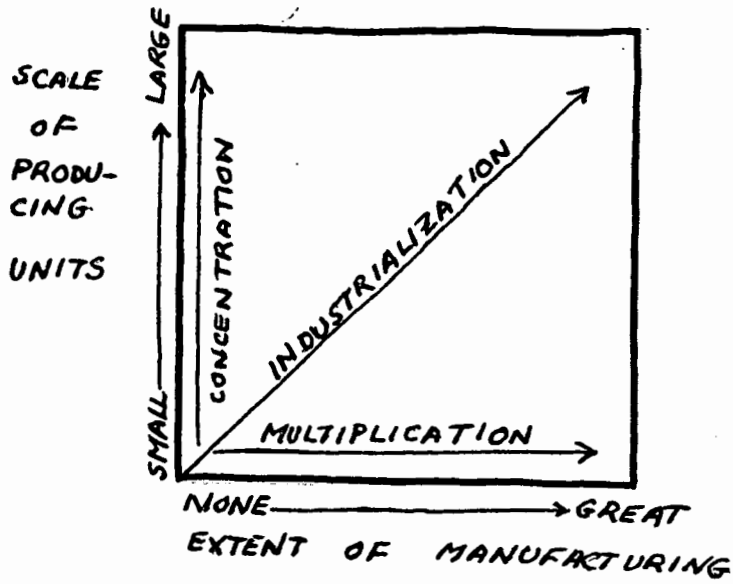 SCALE
OF
PRODU-
CING
UNITS
SMALL → LARGE
CONCENTRATION
INDUSTRIALIZATION
MULTIPLICATION
NONE → GREAT
EXTENT OF MANUFACTURING